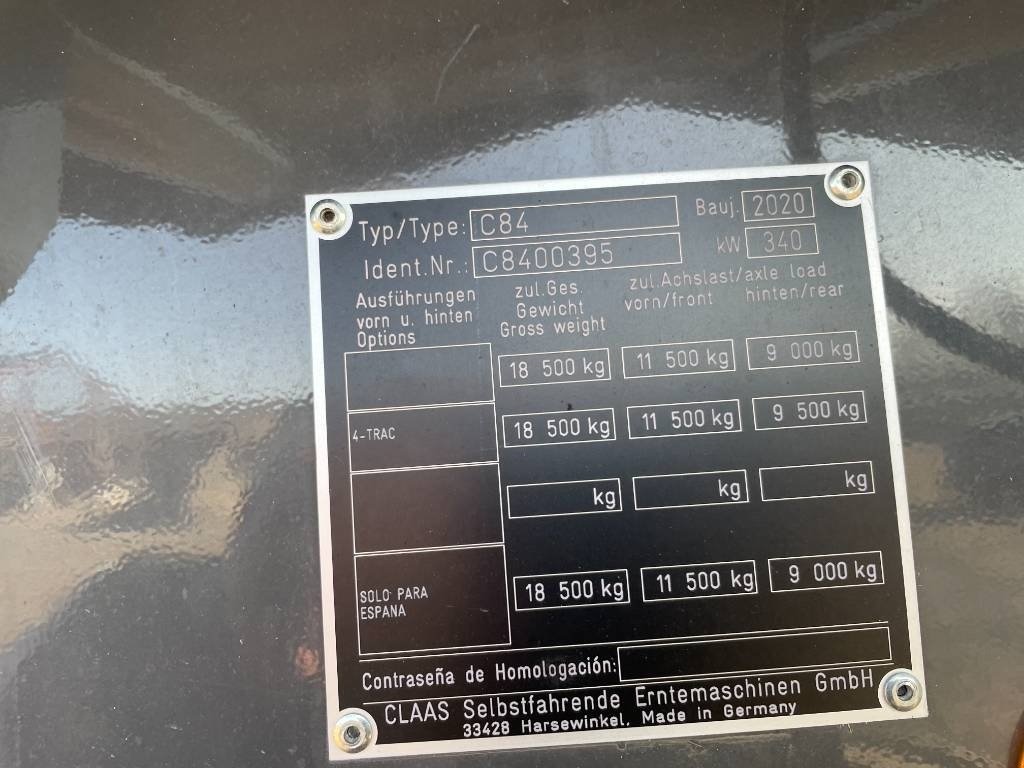 Typ/Type: C84 Bauj. 2020
Ident.Nr.: C8400395 kW 340
Ausführungen vorn u. hinten Options
zul.Ges. Gewicht Gross weight
zul.Achslast/axle load
vorn/front hinten/rear
18 500 kg 11 500 kg 9 000 kg
4-TRAC 18 500 kg 11 500 kg 9 500 kg
kg kg kg
SOLO PARA ESPANA 18 500 kg 11 500 kg 9 000 kg
Contraseña de Homologación:
CLAAS Selbstfahrende Erntemaschinen GmbH
33428 Harsewinkel, Made in Germany